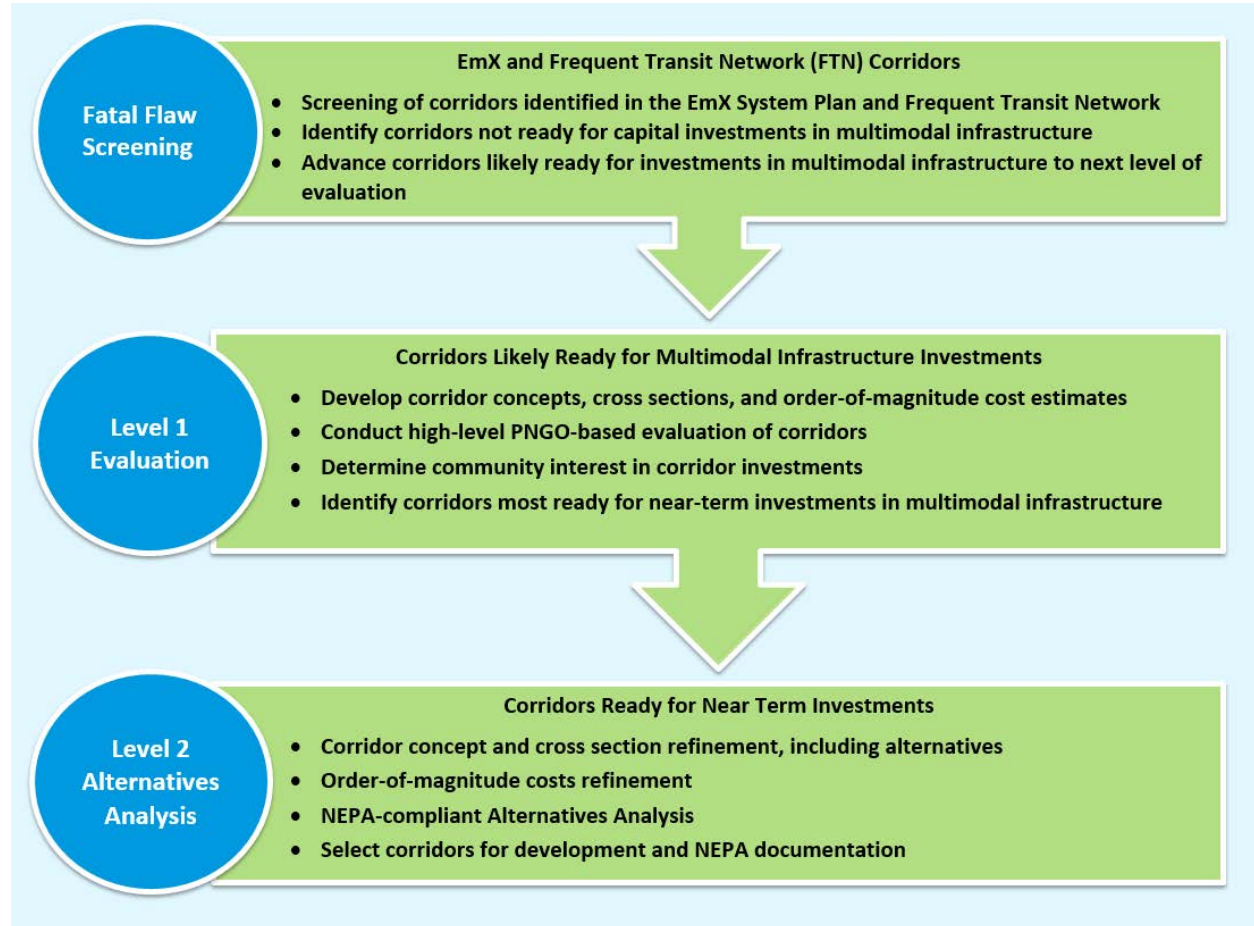 Fatal Flaw
Screening
EmX and Frequent Transit Network (FTN) Corridors
• Screening of corridors identified in the EmX System Plan and Frequent Transit Network
• Identify corridors not ready for capital investments in multimodal infrastructure
• Advance corridors likely ready for investments in multimodal infrastructure to next level of
evaluation
Level 1
Evaluation
Corridors Likely Ready for Multimodal Infrastructure Investments
• Develop corridor concepts, cross sections, and order-of-magnitude cost estimates
• Conduct high-level PNGO-based evaluation of corridors
• Determine community interest in corridor investments
• Identify corridors most ready for near-term investments in multimodal infrastructure
Level 2
Alternatives
Analysis
Corridors Ready for Near Term Investments
• Corridor concept and cross section refinement, including alternatives
• Order-of-magnitude costs refinement
• NEPA-compliant Alternatives Analysis
• Select corridors for development and NEPA documentation